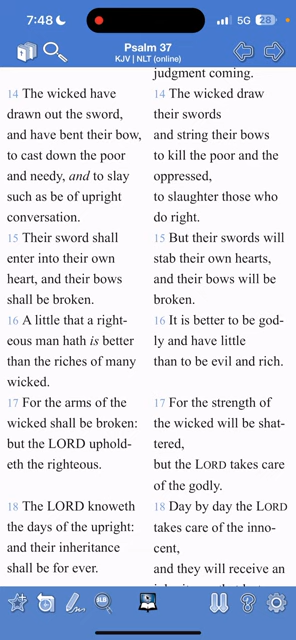 7:48
5G 28
Psalm 37
KJV | NLT (online)
14 The wicked have
drawn out the sword,
and have bent their bow,
to cast down the poor
and needy, and to slay
such as be of upright
conversation.
15 Their sword shall
enter into their own
heart, and their bows
shall be broken.
16 A little that a right-
eous man hath is better
than the riches of many
wicked.
17 For the arms of the
wicked shall be broken:
but the LORD uphold-
eth the righteous.
18 The LORD knoweth
the days of the upright:
and their inheritance
shall be for ever.
judgment coming.
14 The wicked draw
their swords
and string their bows
to kill the poor and the
oppressed,
to slaughter those who
do right.
15 But their swords will
stab their own hearts,
and their bows will be
broken.
16 It is better to be god-
ly and have little
than to be evil and rich.
17 For the strength of
the wicked will be shat-
tered,
but the LORD takes care
of the godly.
18 Day by day the LORD
takes care of the inno-
cent,
and they will receive an